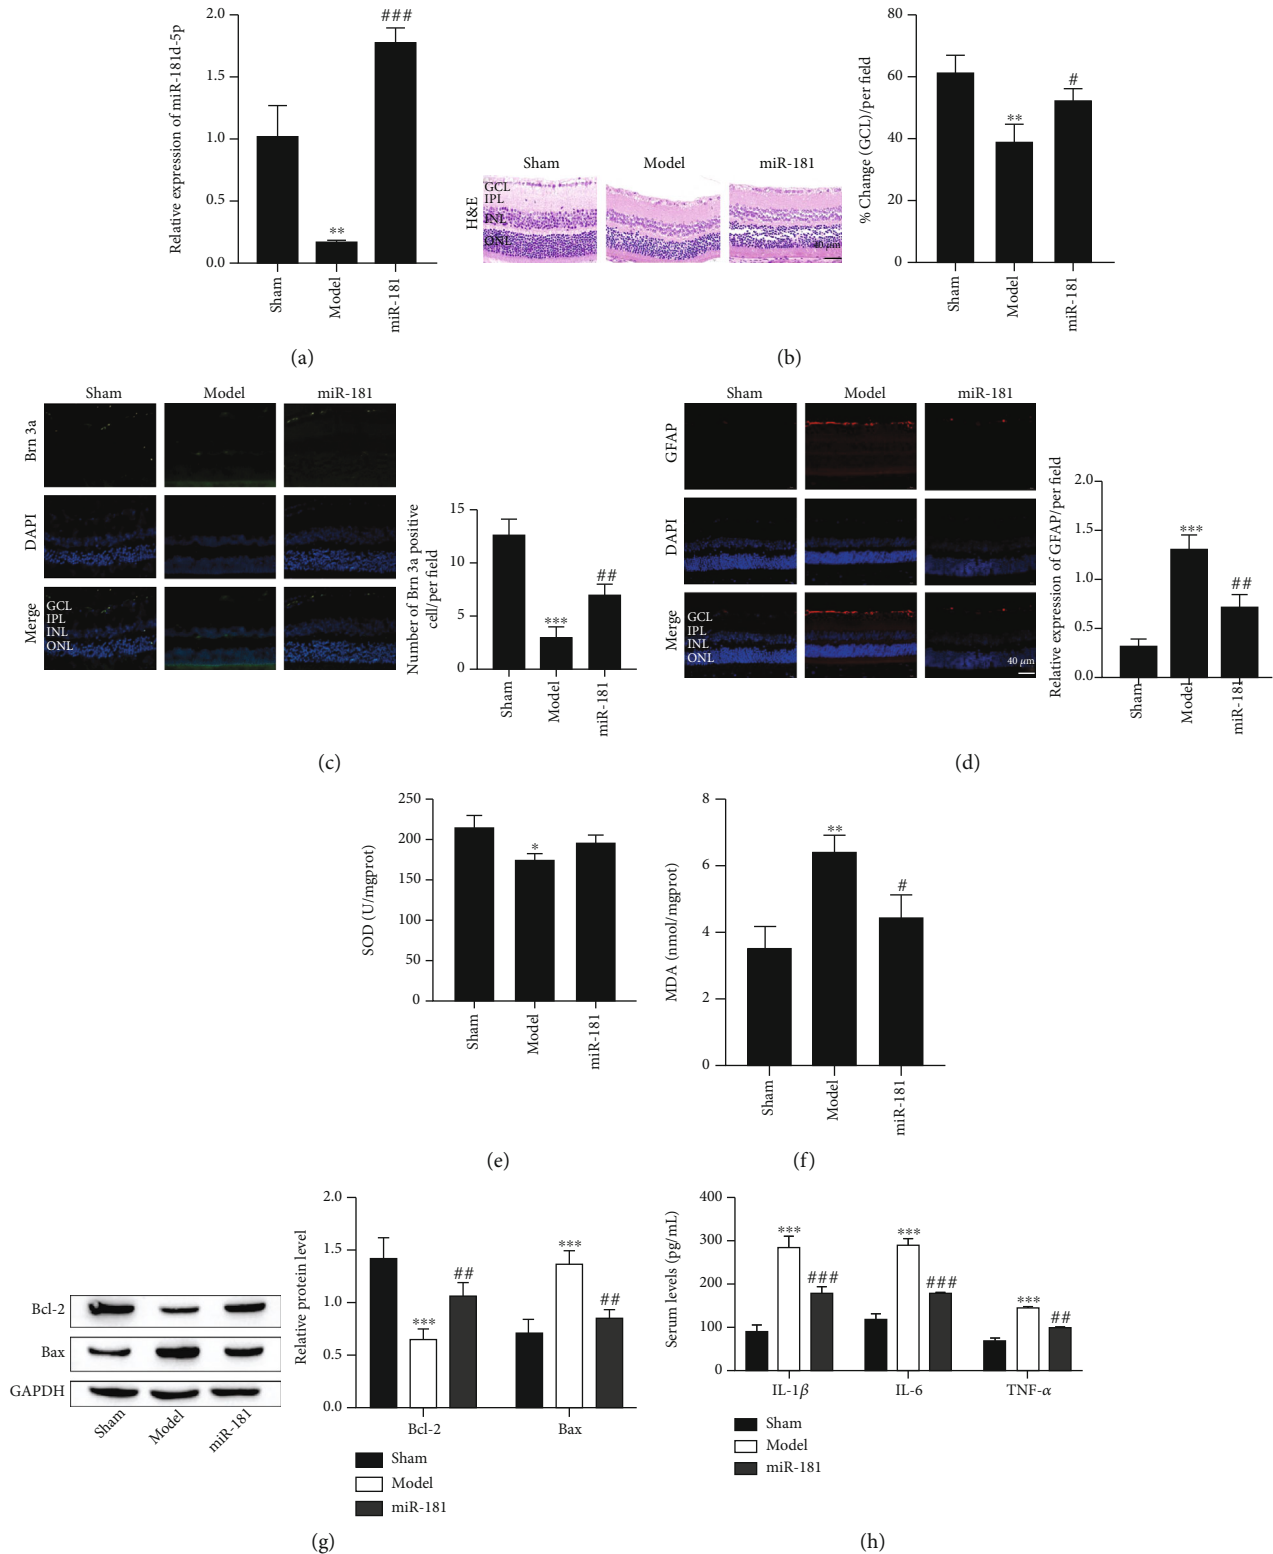 Relative expression of miR-181d-5p
2.0
1.5
1.0
0.5
0.0
**
###
Sham
Model
miR-181
(a)
Sham
Model
miR-181
H&E
GCL
IPL
INL
ONL
40 μm
% Change (GCL)/per field
80
60
40
20
0
**
#
Sham
Model
miR-181
(b)
Sham
Model
miR-181
Brn 3a
DAPI
Merge
GCL
IPL
INL
ONL
Number of Brn 3a positive
cell/per field
15
10
5
0
***
##
Sham
Model
miR-181
(c)
Sham
Model
miR-181
GFAP
DAPI
Merge
GCL
IPL
INL
ONL
40 μm
Relative expression of GFAP/per field
2.0
1.5
1.0
0.5
0.0
***
##
Sham
Model
miR-181
(d)
SOD (U/mgprot)
250
200
150
100
50
0
*
Sham
Model
miR-181
(e)
MDA (nmol/mgprot)
8
6
4
2
0
**
#
Sham
Model
miR-181
(f)
Bcl-2
Bax
GAPDH
Sham
Model
miR-181
Relative protein level
2.0
1.5
1.0
0.5
0.0
***
##
***
##
Bcl-2
Bax
Sham
Model
miR-181
(g)
Serum levels (pg/mL)
400
300
200
100
0
***
###
***
###
***
##
IL-1β
IL-6
TNF-α
Sham
Model
miR-181
(h)